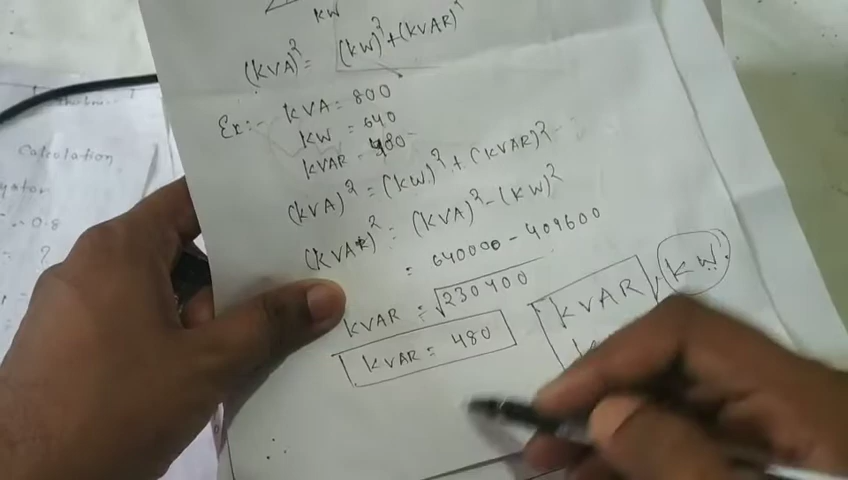 KW
(KVA)² = (KW)² + (KVAR)²
Ex:- KVA = 800
KW = 640
KVAR = 480
(KVA)² = (KW)² + (KVAR)²
(KVAR)² = (KVA)² - (KW)²
= 640000 - 409600
KVAR = √230400
KVAR = 480
KVAR, KW
Calculation
0.8
?